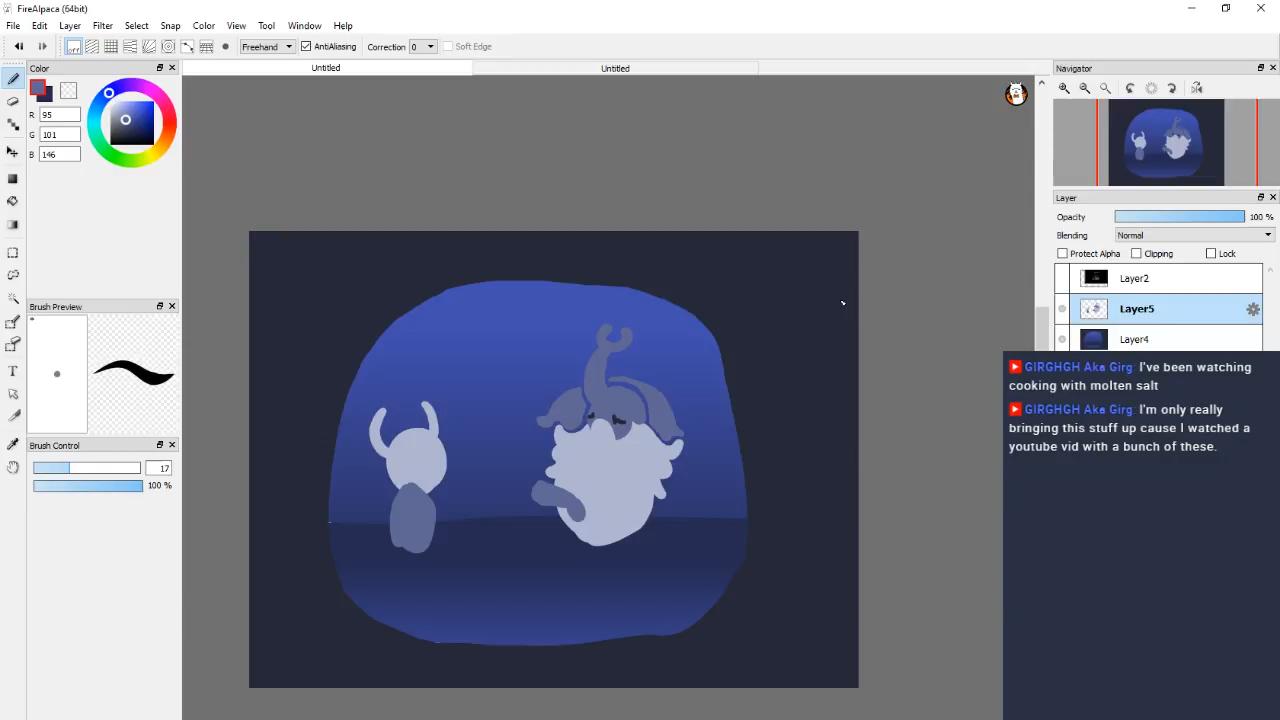 FireAlpaca (64bit)
File Edit Layer Filter Select Snap Color View Tool Window Help
off Freehand AntiAliasing Correction 0 Soft Edge
Color Untitled Untitled Navigator
R 95
G 101
B 146
Layer
Opacity 100 %
Blending Normal
Protect Alpha Clipping Lock
Layer2
Brush Preview Layer5
Layer4
GIRGHGH Aka Girg: I've been watching
cooking with molten salt
GIRGHGH Aka Girg: I'm only really
bringing this stuff up cause I watched a
youtube vid with a bunch of these.
Brush Control
17
100 %